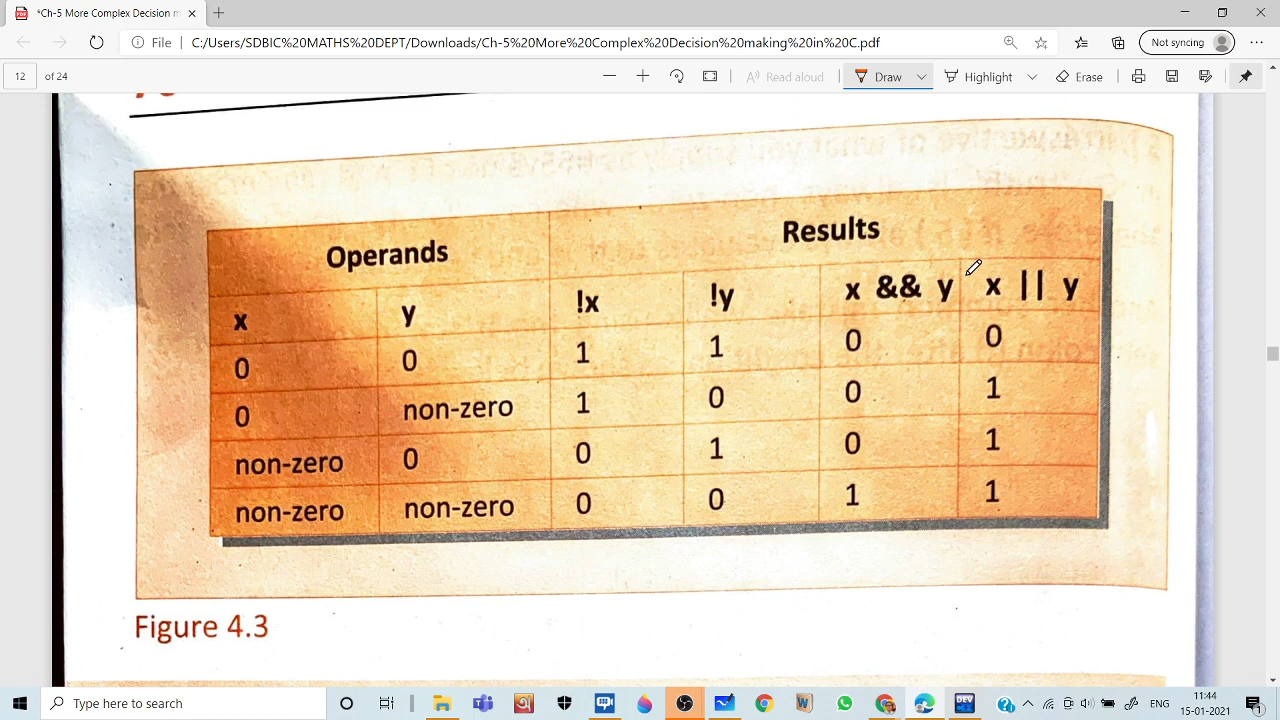 *Ch-5 More Complex Decision m
File C:/Users/SDBIC%20MATHS%20DEPT/Downloads/Ch-5%20More%20Complex%20Decision%20making%20in%20C.pdf
Not syncing
12 of 24
Read aloud Draw Highlight Erase
Operands Results
x y !x !y x && y x || y
0 0 1 1 0 0
0 non-zero 1 0 0 1
non-zero 0 0 1 0 1
non-zero non-zero 0 0 1 1
Figure 4.3
Type here to search
DEV
ENG
11:44
15-01-2021